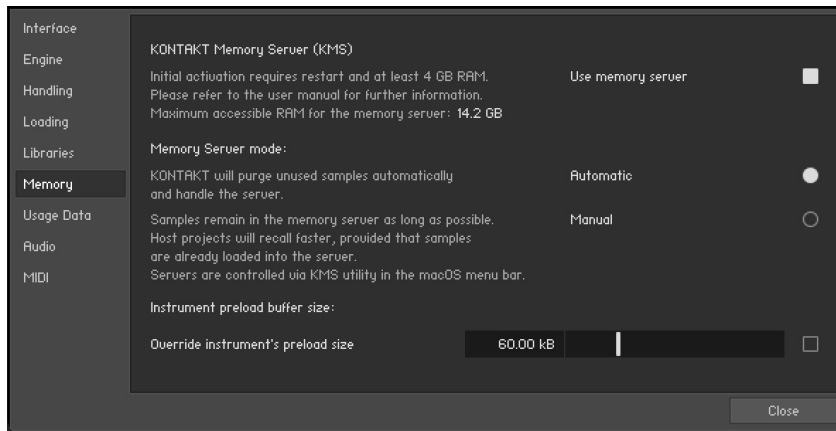 Interface
Engine
Handling
Loading
Libraries
Memory
Usage Data
Audio
MIDI
KONTAKT Memory Server (KMS)
Initial activation requires restart and at least 4 GB RAM.
Please refer to the user manual for further information.
Maximum accessible RAM for the memory server: 14.2 GB
Use memory server
Memory Server mode:
KONTAKT will purge unused samples automatically
and handle the server.
Automatic
Samples remain in the memory server as long as possible.
Host projects will recall faster, provided that samples
are already loaded into the server.
Servers are controlled via KMS utility in the macOS menu bar.
Manual
Instrument preload buffer size:
Override instrument's preload size 60.00 kB
Close